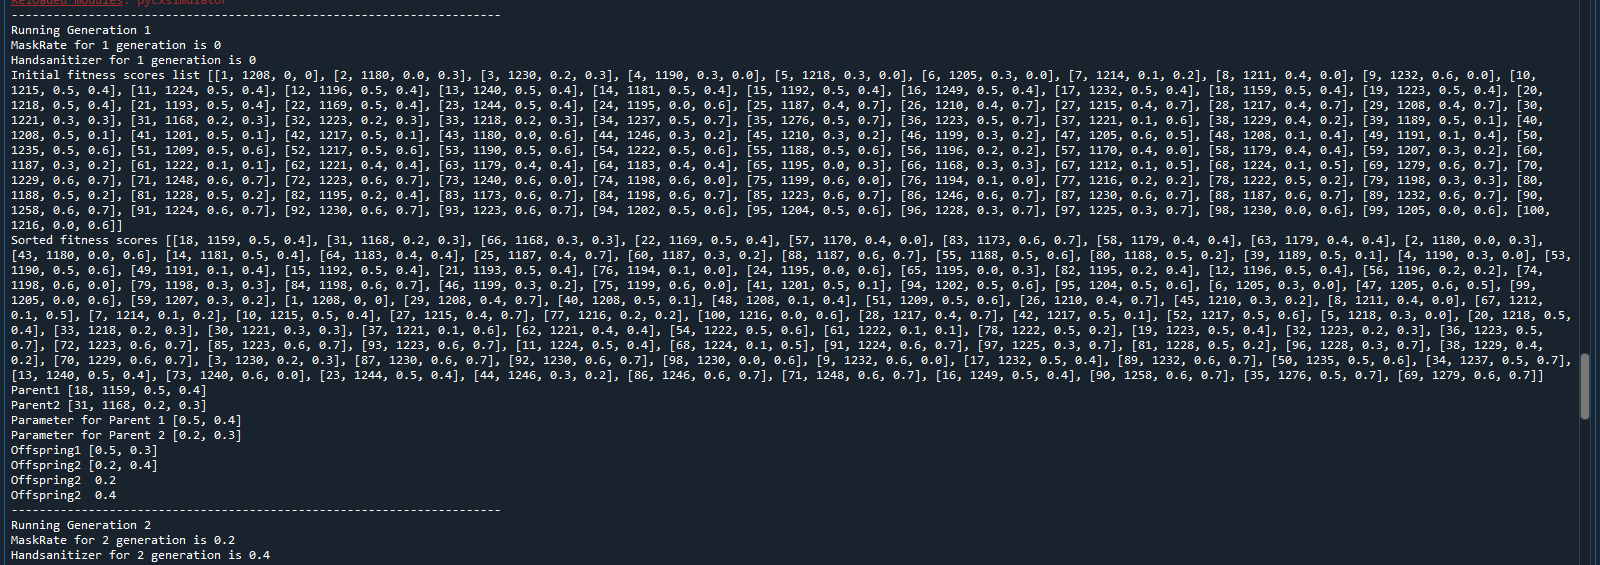 Reloaded modules: pycxsimulator
----------------------------------------------------------------------
Running Generation 1
MaskRate for 1 generation is 0
Handsanitizer for 1 generation is 0
Initial fitness scores list [[1, 1208, 0, 0], [2, 1180, 0.0, 0.3], [3, 1230, 0.2, 0.3], [4, 1190, 0.3, 0.0], [5, 1218, 0.3, 0.0], [6, 1205, 0.3, 0.0], [7, 1214, 0.1, 0.2], [8, 1211, 0.4, 0.0], [9, 1232, 0.6, 0.0], [10,
1215, 0.5, 0.4], [11, 1224, 0.5, 0.4], [12, 1196, 0.5, 0.4], [13, 1240, 0.5, 0.4], [14, 1181, 0.5, 0.4], [15, 1192, 0.5, 0.4], [16, 1249, 0.5, 0.4], [17, 1232, 0.5, 0.4], [18, 1159, 0.5, 0.4], [19, 1223, 0.5, 0.4], [20,
1218, 0.5, 0.4], [21, 1193, 0.5, 0.4], [22, 1169, 0.5, 0.4], [23, 1244, 0.5, 0.4], [24, 1195, 0.0, 0.6], [25, 1187, 0.4, 0.7], [26, 1210, 0.4, 0.7], [27, 1215, 0.4, 0.7], [28, 1217, 0.4, 0.7], [29, 1208, 0.4, 0.7], [30,
1221, 0.3, 0.3], [31, 1168, 0.2, 0.3], [32, 1223, 0.2, 0.3], [33, 1218, 0.2, 0.3], [34, 1237, 0.5, 0.7], [35, 1276, 0.5, 0.7], [36, 1223, 0.5, 0.7], [37, 1221, 0.1, 0.6], [38, 1229, 0.4, 0.2], [39, 1189, 0.5, 0.1], [40,
1208, 0.5, 0.1], [41, 1201, 0.5, 0.1], [42, 1217, 0.5, 0.1], [43, 1180, 0.0, 0.6], [44, 1246, 0.3, 0.2], [45, 1210, 0.3, 0.2], [46, 1199, 0.3, 0.2], [47, 1205, 0.6, 0.5], [48, 1208, 0.1, 0.4], [49, 1191, 0.1, 0.4], [50,
1235, 0.5, 0.6], [51, 1209, 0.5, 0.6], [52, 1217, 0.5, 0.6], [53, 1190, 0.5, 0.6], [54, 1222, 0.5, 0.6], [55, 1188, 0.5, 0.6], [56, 1196, 0.2, 0.2], [57, 1170, 0.4, 0.0], [58, 1179, 0.4, 0.4], [59, 1207, 0.3, 0.2], [60,
1187, 0.3, 0.2], [61, 1222, 0.1, 0.1], [62, 1221, 0.4, 0.4], [63, 1179, 0.4, 0.4], [64, 1183, 0.4, 0.4], [65, 1195, 0.0, 0.3], [66, 1168, 0.3, 0.3], [67, 1212, 0.1, 0.5], [68, 1224, 0.1, 0.5], [69, 1279, 0.6, 0.7], [70,
1229, 0.6, 0.7], [71, 1248, 0.6, 0.7], [72, 1223, 0.6, 0.7], [73, 1240, 0.6, 0.0], [74, 1198, 0.6, 0.0], [75, 1199, 0.6, 0.0], [76, 1194, 0.1, 0.0], [77, 1216, 0.2, 0.2], [78, 1222, 0.5, 0.2], [79, 1198, 0.3, 0.3], [80,
1188, 0.5, 0.2], [81, 1228, 0.5, 0.2], [82, 1195, 0.2, 0.4], [83, 1173, 0.6, 0.7], [84, 1198, 0.6, 0.7], [85, 1223, 0.6, 0.7], [86, 1246, 0.6, 0.7], [87, 1230, 0.6, 0.7], [88, 1187, 0.6, 0.7], [89, 1232, 0.6, 0.7], [90,
1258, 0.6, 0.7], [91, 1224, 0.6, 0.7], [92, 1230, 0.6, 0.7], [93, 1223, 0.6, 0.7], [94, 1202, 0.5, 0.6], [95, 1204, 0.5, 0.6], [96, 1228, 0.3, 0.7], [97, 1225, 0.3, 0.7], [98, 1230, 0.0, 0.6], [99, 1205, 0.0, 0.6], [100,
1216, 0.0, 0.6]]
Sorted fitness scores [[18, 1159, 0.5, 0.4], [31, 1168, 0.2, 0.3], [66, 1168, 0.3, 0.3], [22, 1169, 0.5, 0.4], [57, 1170, 0.4, 0.0], [83, 1173, 0.6, 0.7], [58, 1179, 0.4, 0.4], [63, 1179, 0.4, 0.4], [2, 1180, 0.0, 0.3],
[43, 1180, 0.0, 0.6], [14, 1181, 0.5, 0.4], [64, 1183, 0.4, 0.4], [25, 1187, 0.4, 0.7], [60, 1187, 0.3, 0.2], [88, 1187, 0.6, 0.7], [55, 1188, 0.5, 0.6], [80, 1188, 0.5, 0.2], [39, 1189, 0.5, 0.1], [4, 1190, 0.3, 0.0], [53,
1190, 0.5, 0.6], [49, 1191, 0.1, 0.4], [15, 1192, 0.5, 0.4], [21, 1193, 0.5, 0.4], [76, 1194, 0.1, 0.0], [24, 1195, 0.0, 0.6], [65, 1195, 0.0, 0.3], [82, 1195, 0.2, 0.4], [12, 1196, 0.5, 0.4], [56, 1196, 0.2, 0.2], [74,
1198, 0.6, 0.0], [79, 1198, 0.3, 0.3], [84, 1198, 0.6, 0.7], [46, 1199, 0.3, 0.2], [75, 1199, 0.6, 0.0], [41, 1201, 0.5, 0.1], [94, 1202, 0.5, 0.6], [95, 1204, 0.5, 0.6], [6, 1205, 0.3, 0.0], [47, 1205, 0.6, 0.5], [99,
1205, 0.0, 0.6], [59, 1207, 0.3, 0.2], [1, 1208, 0, 0], [29, 1208, 0.4, 0.7], [40, 1208, 0.5, 0.1], [48, 1208, 0.1, 0.4], [51, 1209, 0.5, 0.6], [26, 1210, 0.4, 0.7], [45, 1210, 0.3, 0.2], [8, 1211, 0.4, 0.0], [67, 1212,
0.1, 0.5], [7, 1214, 0.1, 0.2], [10, 1215, 0.5, 0.4], [27, 1215, 0.4, 0.7], [77, 1216, 0.2, 0.2], [100, 1216, 0.0, 0.6], [28, 1217, 0.4, 0.7], [42, 1217, 0.5, 0.1], [52, 1217, 0.5, 0.6], [5, 1218, 0.3, 0.0], [20, 1218, 0.5,
0.4], [33, 1218, 0.2, 0.3], [30, 1221, 0.3, 0.3], [37, 1221, 0.1, 0.6], [62, 1221, 0.4, 0.4], [54, 1222, 0.5, 0.6], [61, 1222, 0.1, 0.1], [78, 1222, 0.5, 0.2], [19, 1223, 0.5, 0.4], [32, 1223, 0.2, 0.3], [36, 1223, 0.5,
0.7], [72, 1223, 0.6, 0.7], [85, 1223, 0.6, 0.7], [93, 1223, 0.6, 0.7], [11, 1224, 0.5, 0.4], [68, 1224, 0.1, 0.5], [91, 1224, 0.6, 0.7], [97, 1225, 0.3, 0.7], [81, 1228, 0.5, 0.2], [96, 1228, 0.3, 0.7], [38, 1229, 0.4,
0.2], [70, 1229, 0.6, 0.7], [3, 1230, 0.2, 0.3], [87, 1230, 0.6, 0.7], [92, 1230, 0.6, 0.7], [98, 1230, 0.0, 0.6], [9, 1232, 0.6, 0.0], [17, 1232, 0.5, 0.4], [89, 1232, 0.6, 0.7], [50, 1235, 0.5, 0.6], [34, 1237, 0.5, 0.7],
[13, 1240, 0.5, 0.4], [73, 1240, 0.6, 0.0], [23, 1244, 0.5, 0.4], [44, 1246, 0.3, 0.2], [86, 1246, 0.6, 0.7], [71, 1248, 0.6, 0.7], [16, 1249, 0.5, 0.4], [90, 1258, 0.6, 0.7], [35, 1276, 0.5, 0.7], [69, 1279, 0.6, 0.7]]
Parent1 [18, 1159, 0.5, 0.4]
Parent2 [31, 1168, 0.2, 0.3]
Parameter for Parent 1 [0.5, 0.4]
Parameter for Parent 2 [0.2, 0.3]
Offspring1 [0.5, 0.3]
Offspring2 [0.2, 0.4]
Offspring2  0.2
Offspring2  0.4
----------------------------------------------------------------------
Running Generation 2
MaskRate for 2 generation is 0.2
Handsanitizer for 2 generation is 0.4